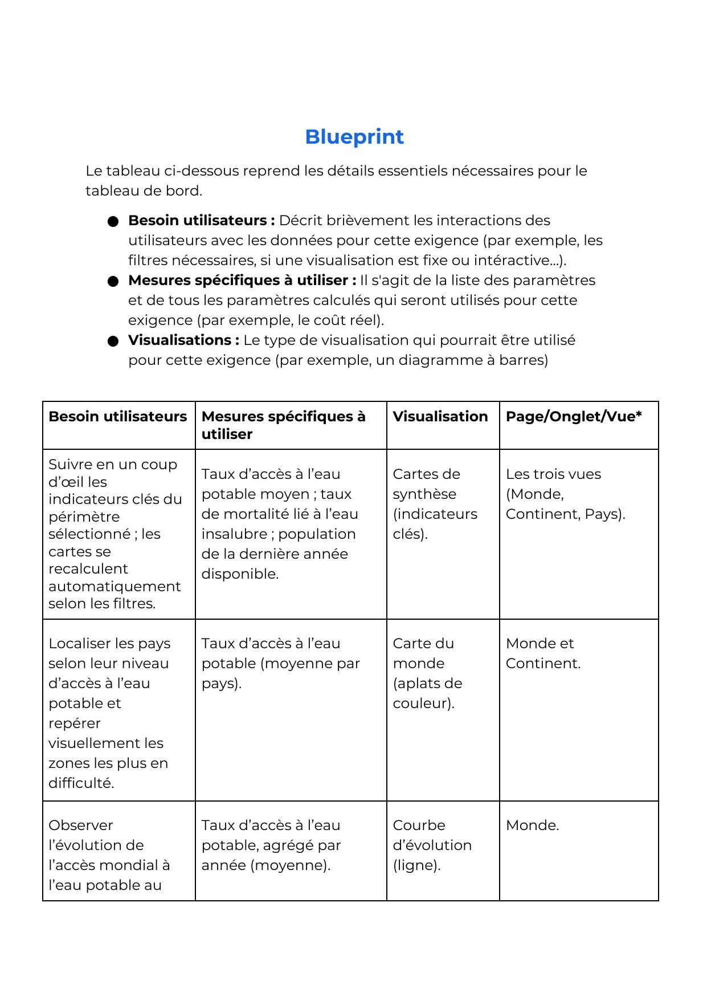 Blueprint
Le tableau ci-dessous reprend les détails essentiels nécessaires pour le
tableau de bord.
● Besoin utilisateurs : Décrit brièvement les interactions des
utilisateurs avec les données pour cette exigence (par exemple, les
filtres nécessaires, si une visualisation est fixe ou intéractive...).
● Mesures spécifiques à utiliser : Il s'agit de la liste des paramètres
et de tous les paramètres calculés qui seront utilisés pour cette
exigence (par exemple, le coût réel).
● Visualisations : Le type de visualisation qui pourrait être utilisé
pour cette exigence (par exemple, un diagramme à barres)
Besoin utilisateurs
Mesures spécifiques à
utiliser
Visualisation
Page/Onglet/Vue*
Suivre en un coup
d’œil les
indicateurs clés du
périmètre
sélectionné ; les
cartes se
recalculent
automatiquement
selon les filtres.
Taux d’accès à l’eau
potable moyen ; taux
de mortalité lié à l’eau
insalubre ; population
de la dernière année
disponible.
Cartes de
synthèse
(indicateurs
clés).
Les trois vues
(Monde,
Continent, Pays).
Localiser les pays
selon leur niveau
d’accès à l’eau
potable et
repérer
visuellement les
zones les plus en
difficulté.
Taux d’accès à l’eau
potable (moyenne par
pays).
Carte du
monde
(aplats de
couleur).
Monde et
Continent.
Observer
l’évolution de
l’accès mondial à
l’eau potable au
Taux d’accès à l’eau
potable, agrégé par
année (moyenne).
Courbe
d’évolution
(ligne).
Monde.